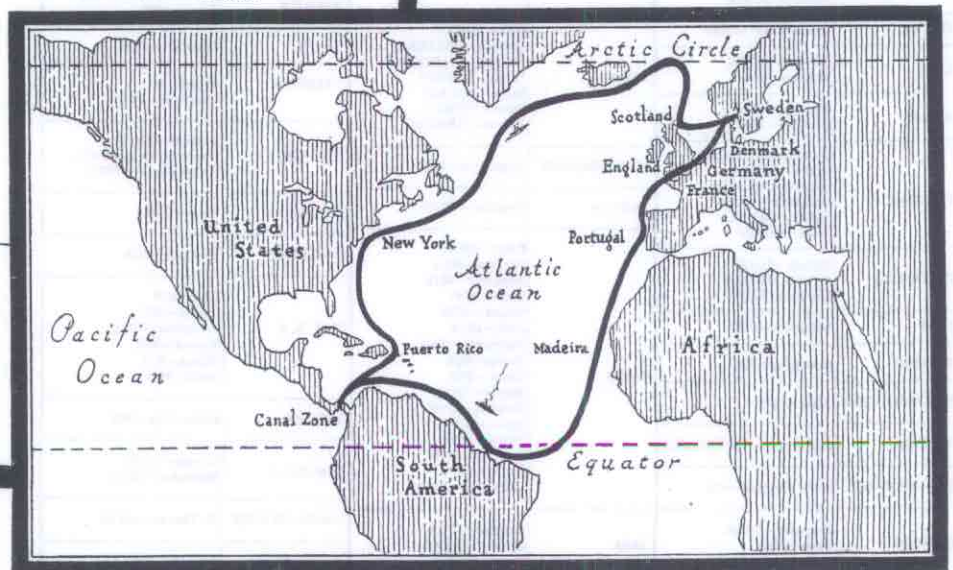 Arctic Circle
Scotland
Sweden
Denmark
England
Germany
France
United
States
New York
Portugal
Atlantic
Ocean
Pacific
Ocean
Puerto Rico
Madeira
Africa
Canal Zone
South
America
Equator